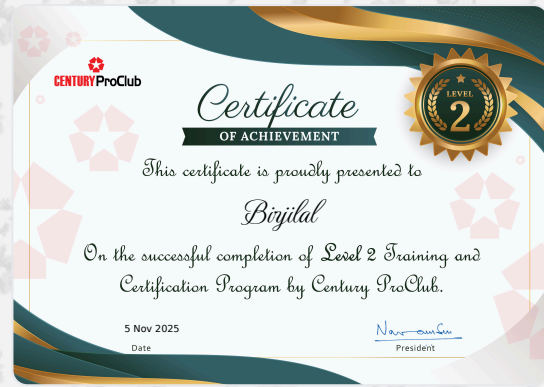 CENTURY ProClub
Certificate
OF ACHIEVEMENT
LEVEL
2
This certificate is proudly presented to
Birjilal
On the successful completion of Level 2 Training and
Certification Program by Century ProClub.
5 Nov 2025
Date
President